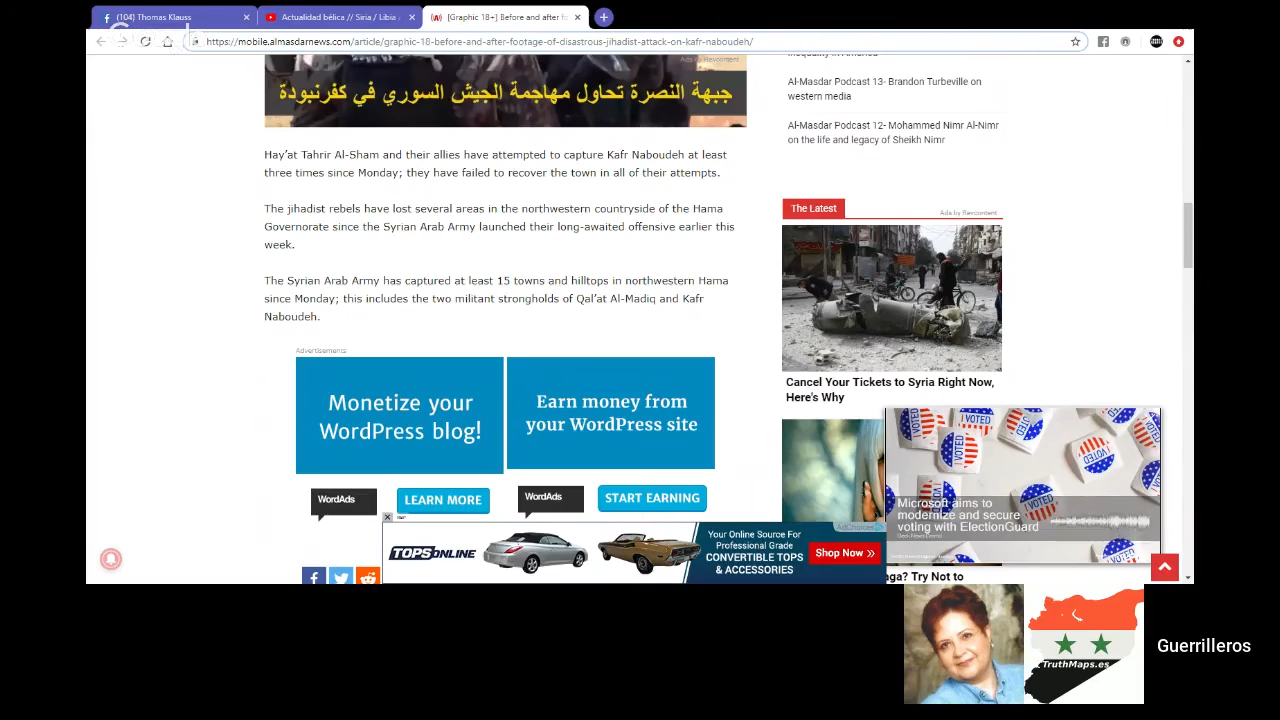 (104) Thomas Klauss
Actualidad bélica // Siria / Libia
[Graphic 18+] Before and after fo
https://mobile.almasdarnews.com/article/graphic-18-before-and-after-footage-of-disastrous-jihadist-attack-on-kafr-naboudeh/
Ads by Revcontent
جبهة النصرة تحاول مهاجمة الجيش السوري في كفرنبودة
Hay'at Tahrir Al-Sham and their allies have attempted to capture Kafr Naboudeh at least
three times since Monday; they have failed to recover the town in all of their attempts.
The jihadist rebels have lost several areas in the northwestern countryside of the Hama
Governorate since the Syrian Arab Army launched their long-awaited offensive earlier this
week.
The Syrian Arab Army has captured at least 15 towns and hilltops in northwestern Hama
since Monday; this includes the two militant strongholds of Qal'at Al-Madiq and Kafr
Naboudeh.
Advertisements
Monetize your
WordPress blog!
WordAds
LEARN MORE
Earn money from
your WordPress site
WordAds
START EARNING
inequality in America
Al-Masdar Podcast 13- Brandon Turbeville on
western media
Al-Masdar Podcast 12- Mohammed Nimr Al-Nimr
on the life and legacy of Sheikh Nimr
The Latest
Ads by Revcontent
Cancel Your Tickets to Syria Right Now,
Here's Why
I VOTED
Microsoft aims to
modernize and secure
voting with ElectionGuard
aga? Try Not to
TOPSONLINE
Your Online Source For
Professional Grade
CONVERTIBLE TOPS
& ACCESSORIES
AdChoices
Shop Now »
TruthMaps.es
Guerrilleros